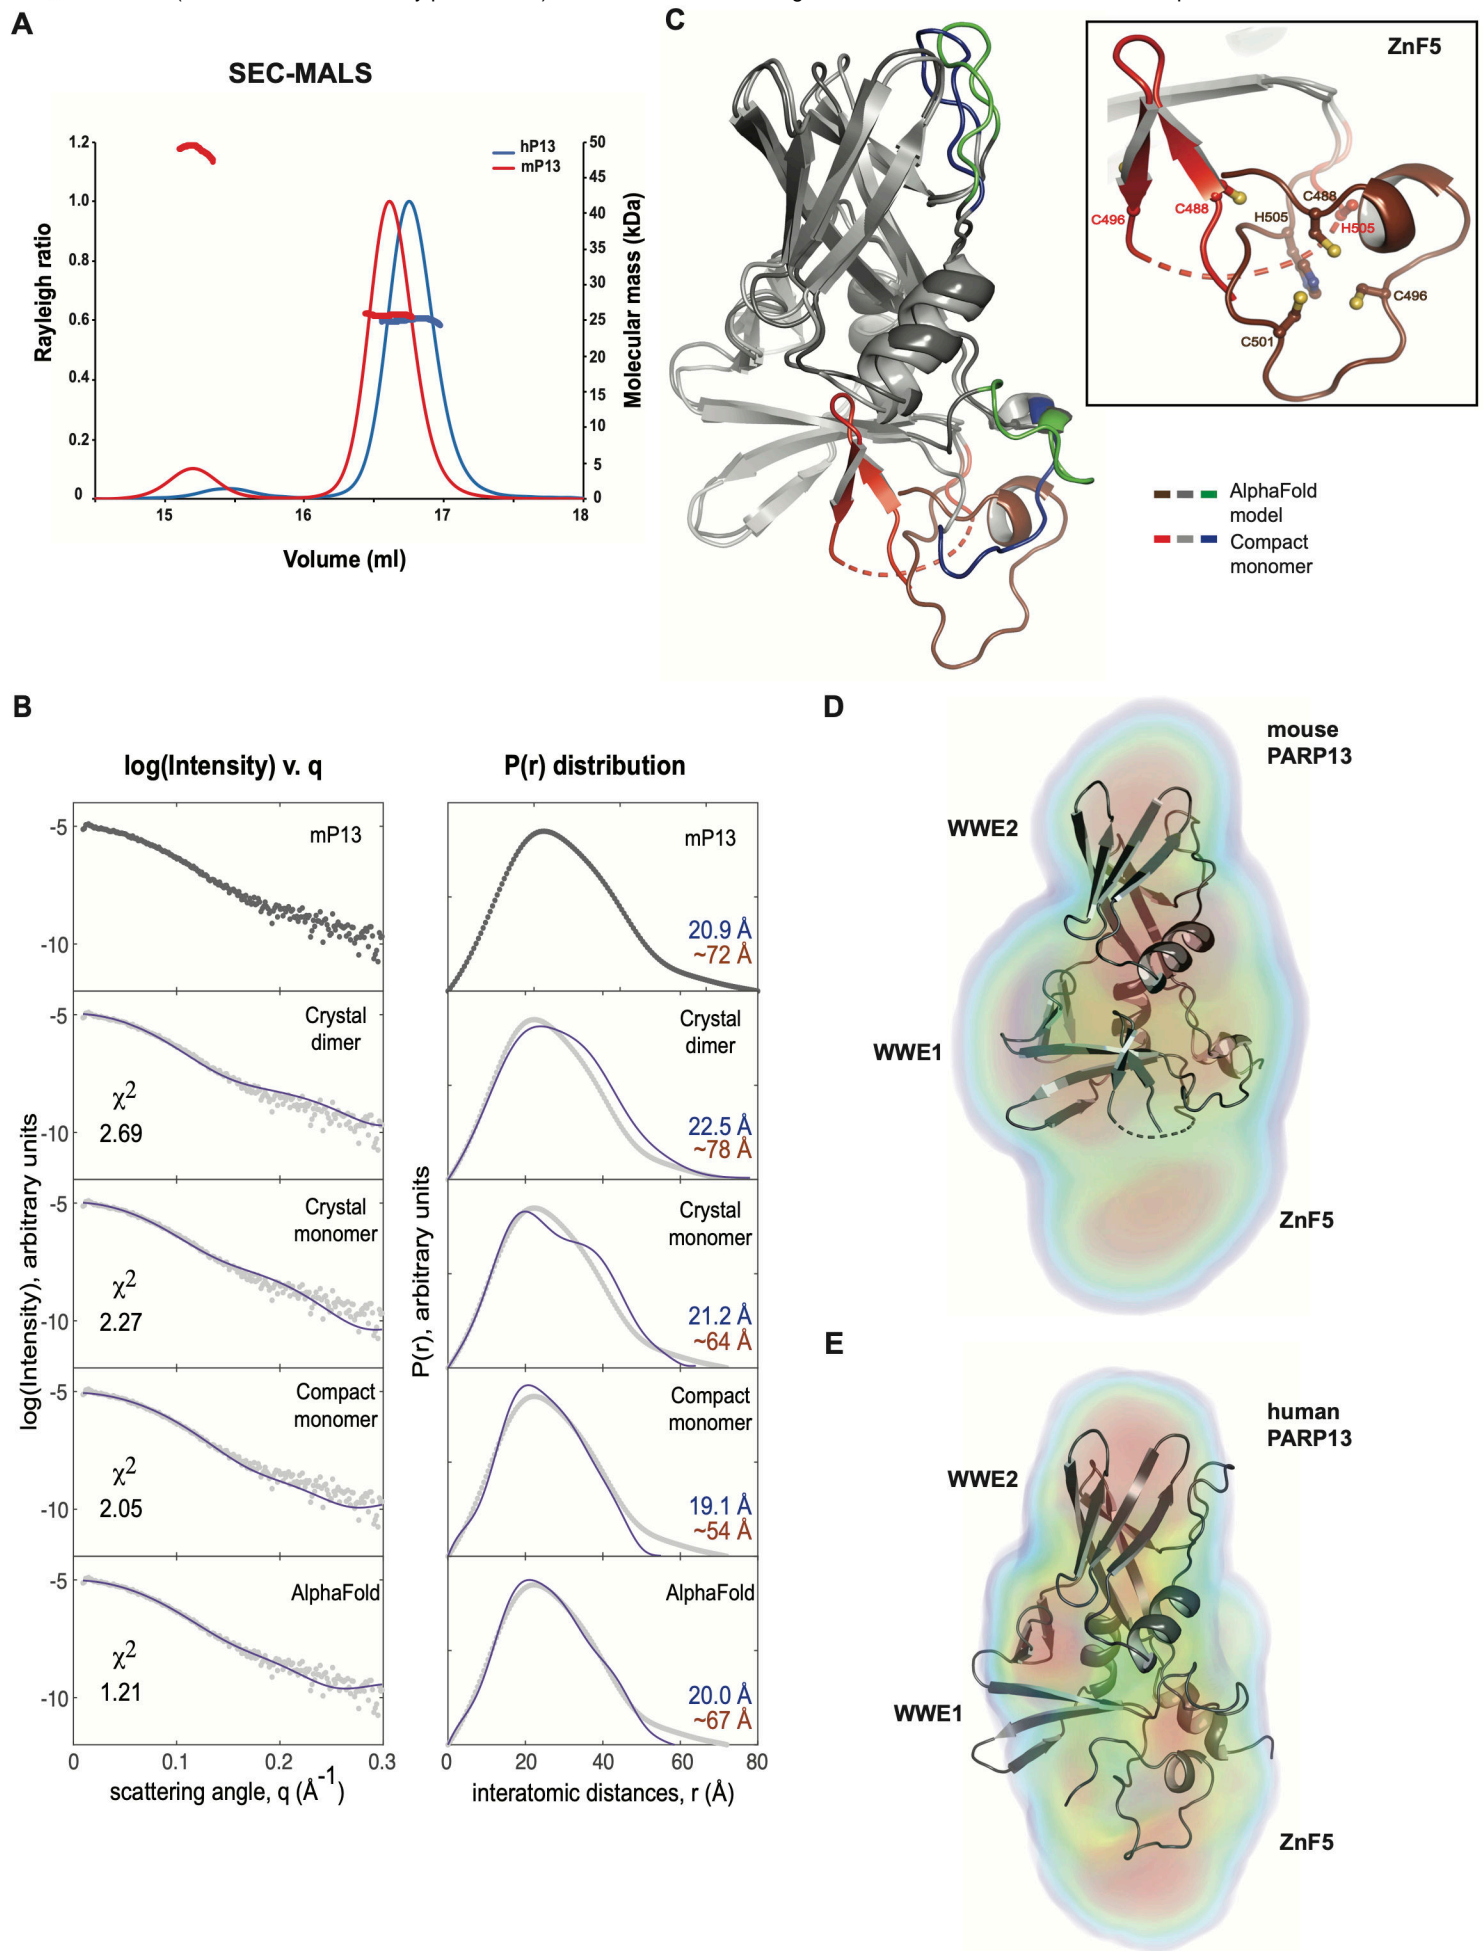 A
SEC-MALS
hP13
mP13
1.2
1.0
0.8
0.6
0.4
0.2
0
50
45
40
35
30
25
20
15
10
5
0
15
16
17
18
Rayleigh ratio
Molecular mass (kDa)
Volume (ml)
C
ZnF5
C496
C488
H505
C488
H505
C496
C501
AlphaFold
model
Compact
monomer
B
log(Intensity) v. q
P(r) distribution
-5
-10
mP13
mP13
20.9 Å
~72 Å
-5
-10
Crystal
dimer
χ2
2.69
Crystal
dimer
22.5 Å
~78 Å
-5
-10
Crystal
monomer
χ2
2.27
Crystal
monomer
21.2 Å
~64 Å
-5
-10
Compact
monomer
χ2
2.05
Compact
monomer
19.1 Å
~54 Å
-5
-10
AlphaFold
χ2
1.21
AlphaFold
20.0 Å
~67 Å
0
0.1
0.2
0.3
0
20
40
60
80
log(Intensity), arbitrary units
P(r), arbitrary units
scattering angle, q (Å-1)
interatomic distances, r (Å)
D
mouse
PARP13
WWE2
WWE1
ZnF5
E
human
PARP13
WWE2
WWE1
ZnF5